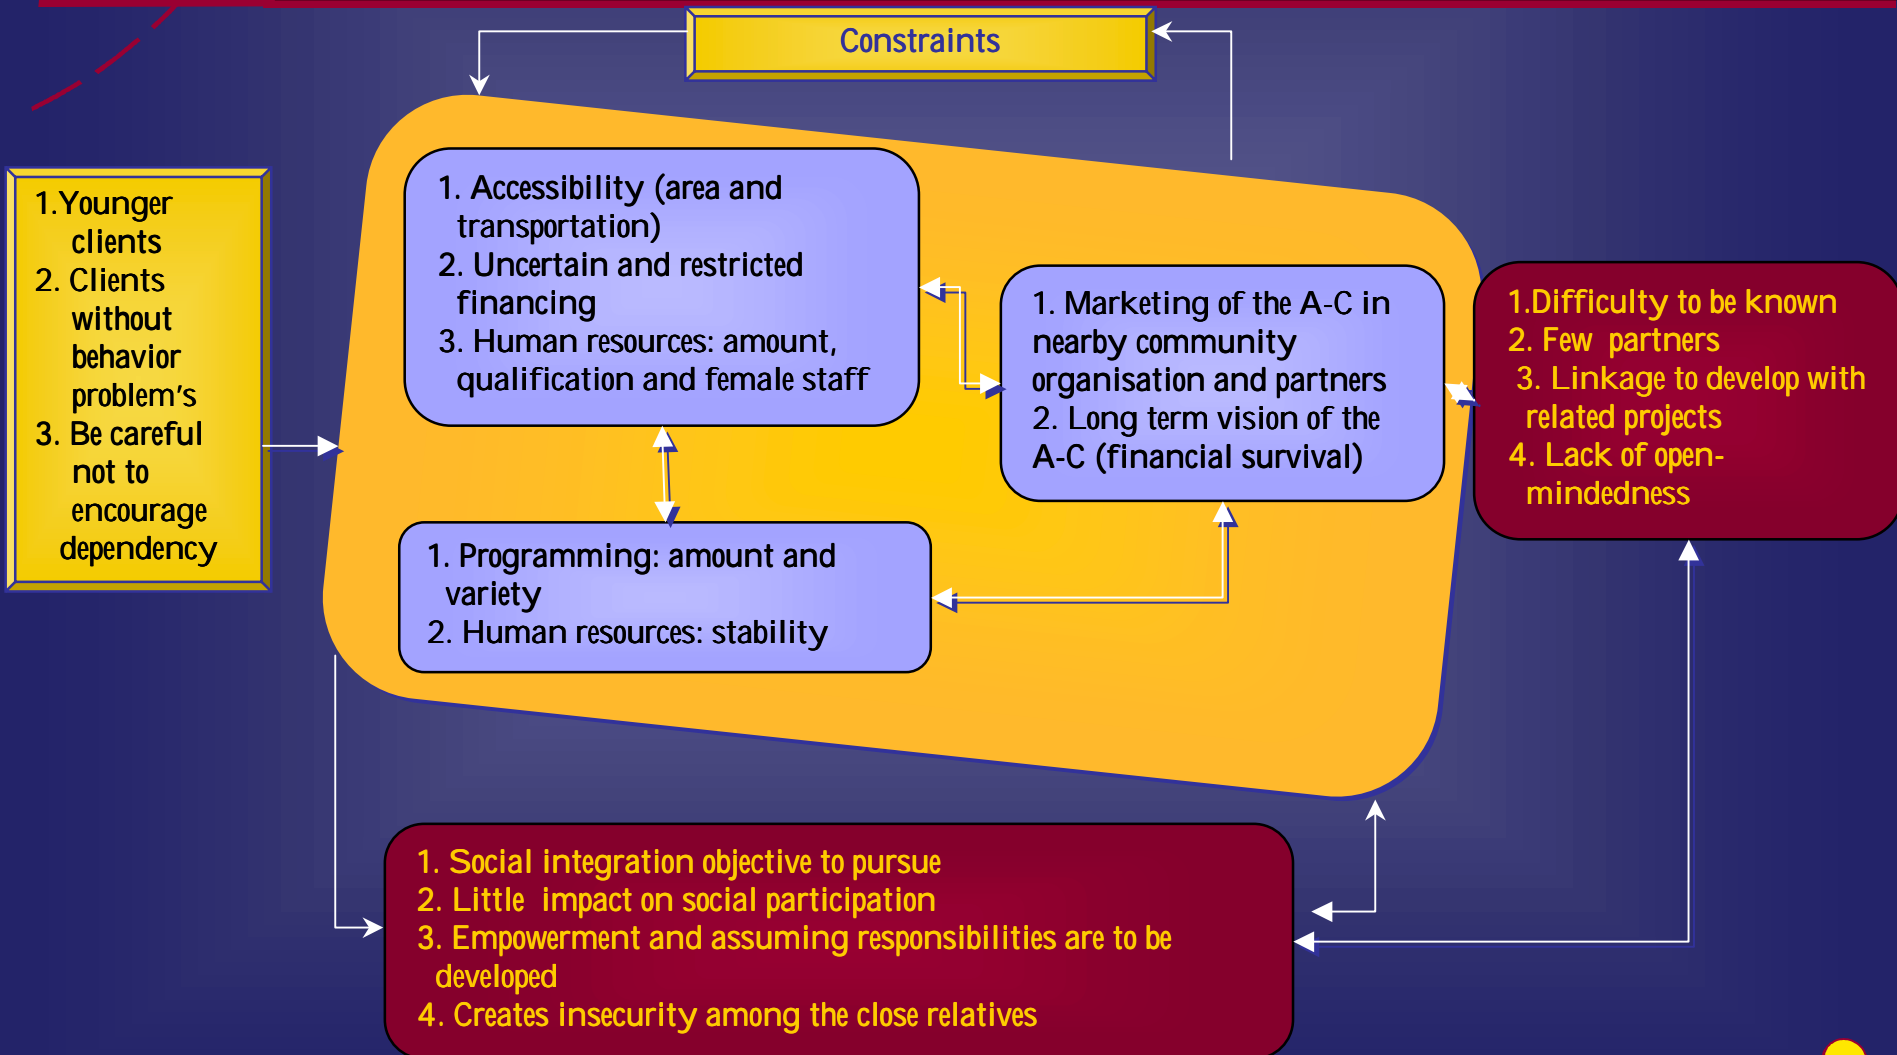 Constraints
1.Younger
clients
2. Clients
without
behavior
problem's
3. Be careful
not to
encourage
dependency
1. Accessibility (area and
transportation)
2. Uncertain and restricted
financing
3. Human resources: amount,
qualification and female staff
1. Programming: amount and
variety
2. Human resources: stability
1. Marketing of the A-C in
nearby community
organisation and partners
2. Long term vision of the
A-C (financial survival)
1.Difficulty to be known
2. Few partners
3. Linkage to develop with
related projects
4. Lack of open-
mindedness
1. Social integration objective to pursue
2. Little impact on social participation
3. Empowerment and assuming responsibilities are to be
developed
4. Creates insecurity among the close relatives